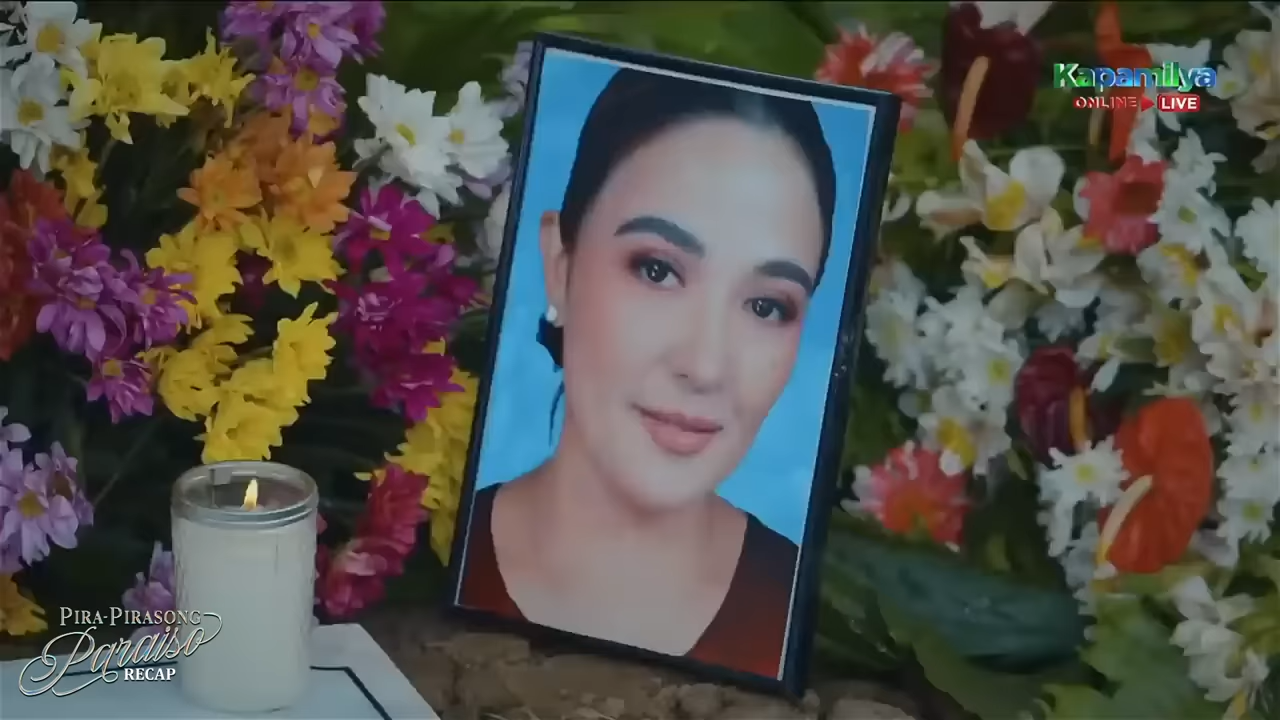 Kapamilya
ONLINE LIVE
PIRA-PIRASONG
Paraiso
RECAP